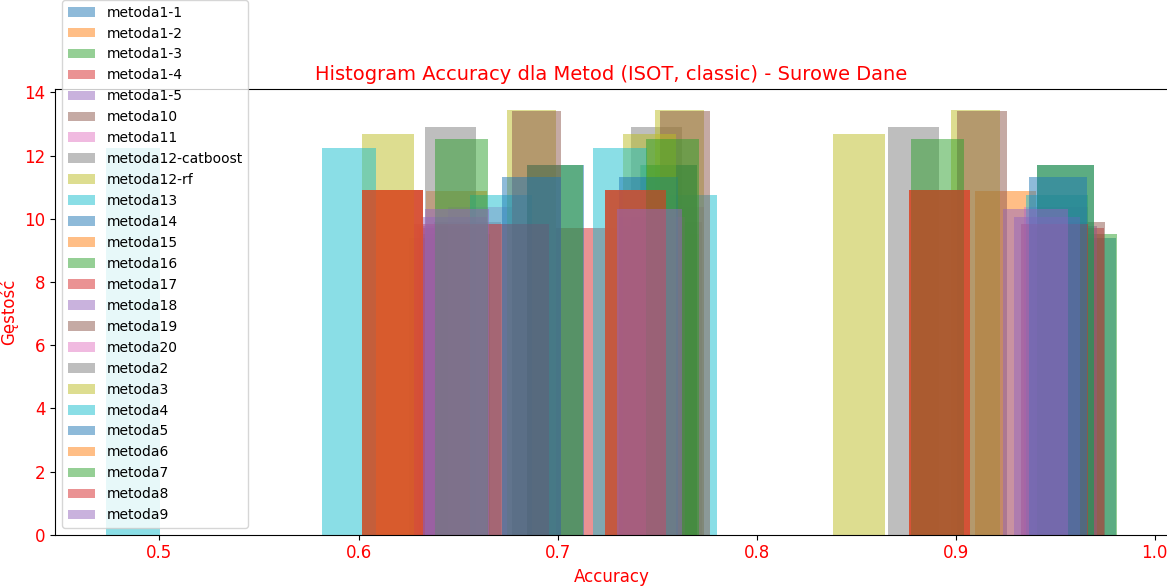 metoda1-1
metoda1-2
metoda1-3
metoda1-4
metoda1-5
metoda10
metoda11
metoda12-catboost
metoda12-rf
metoda13
metoda14
metoda15
metoda16
metoda17
metoda18
metoda19
metoda20
metoda2
metoda3
metoda4
metoda5
metoda6
metoda7
metoda8
metoda9
Histogram Accuracy dla Metod (ISOT, classic) - Surowe Dane
Gęstość
14
12
10
8
6
4
2
0
0.5 0.6 0.7 0.8 0.9 1.0
Accuracy